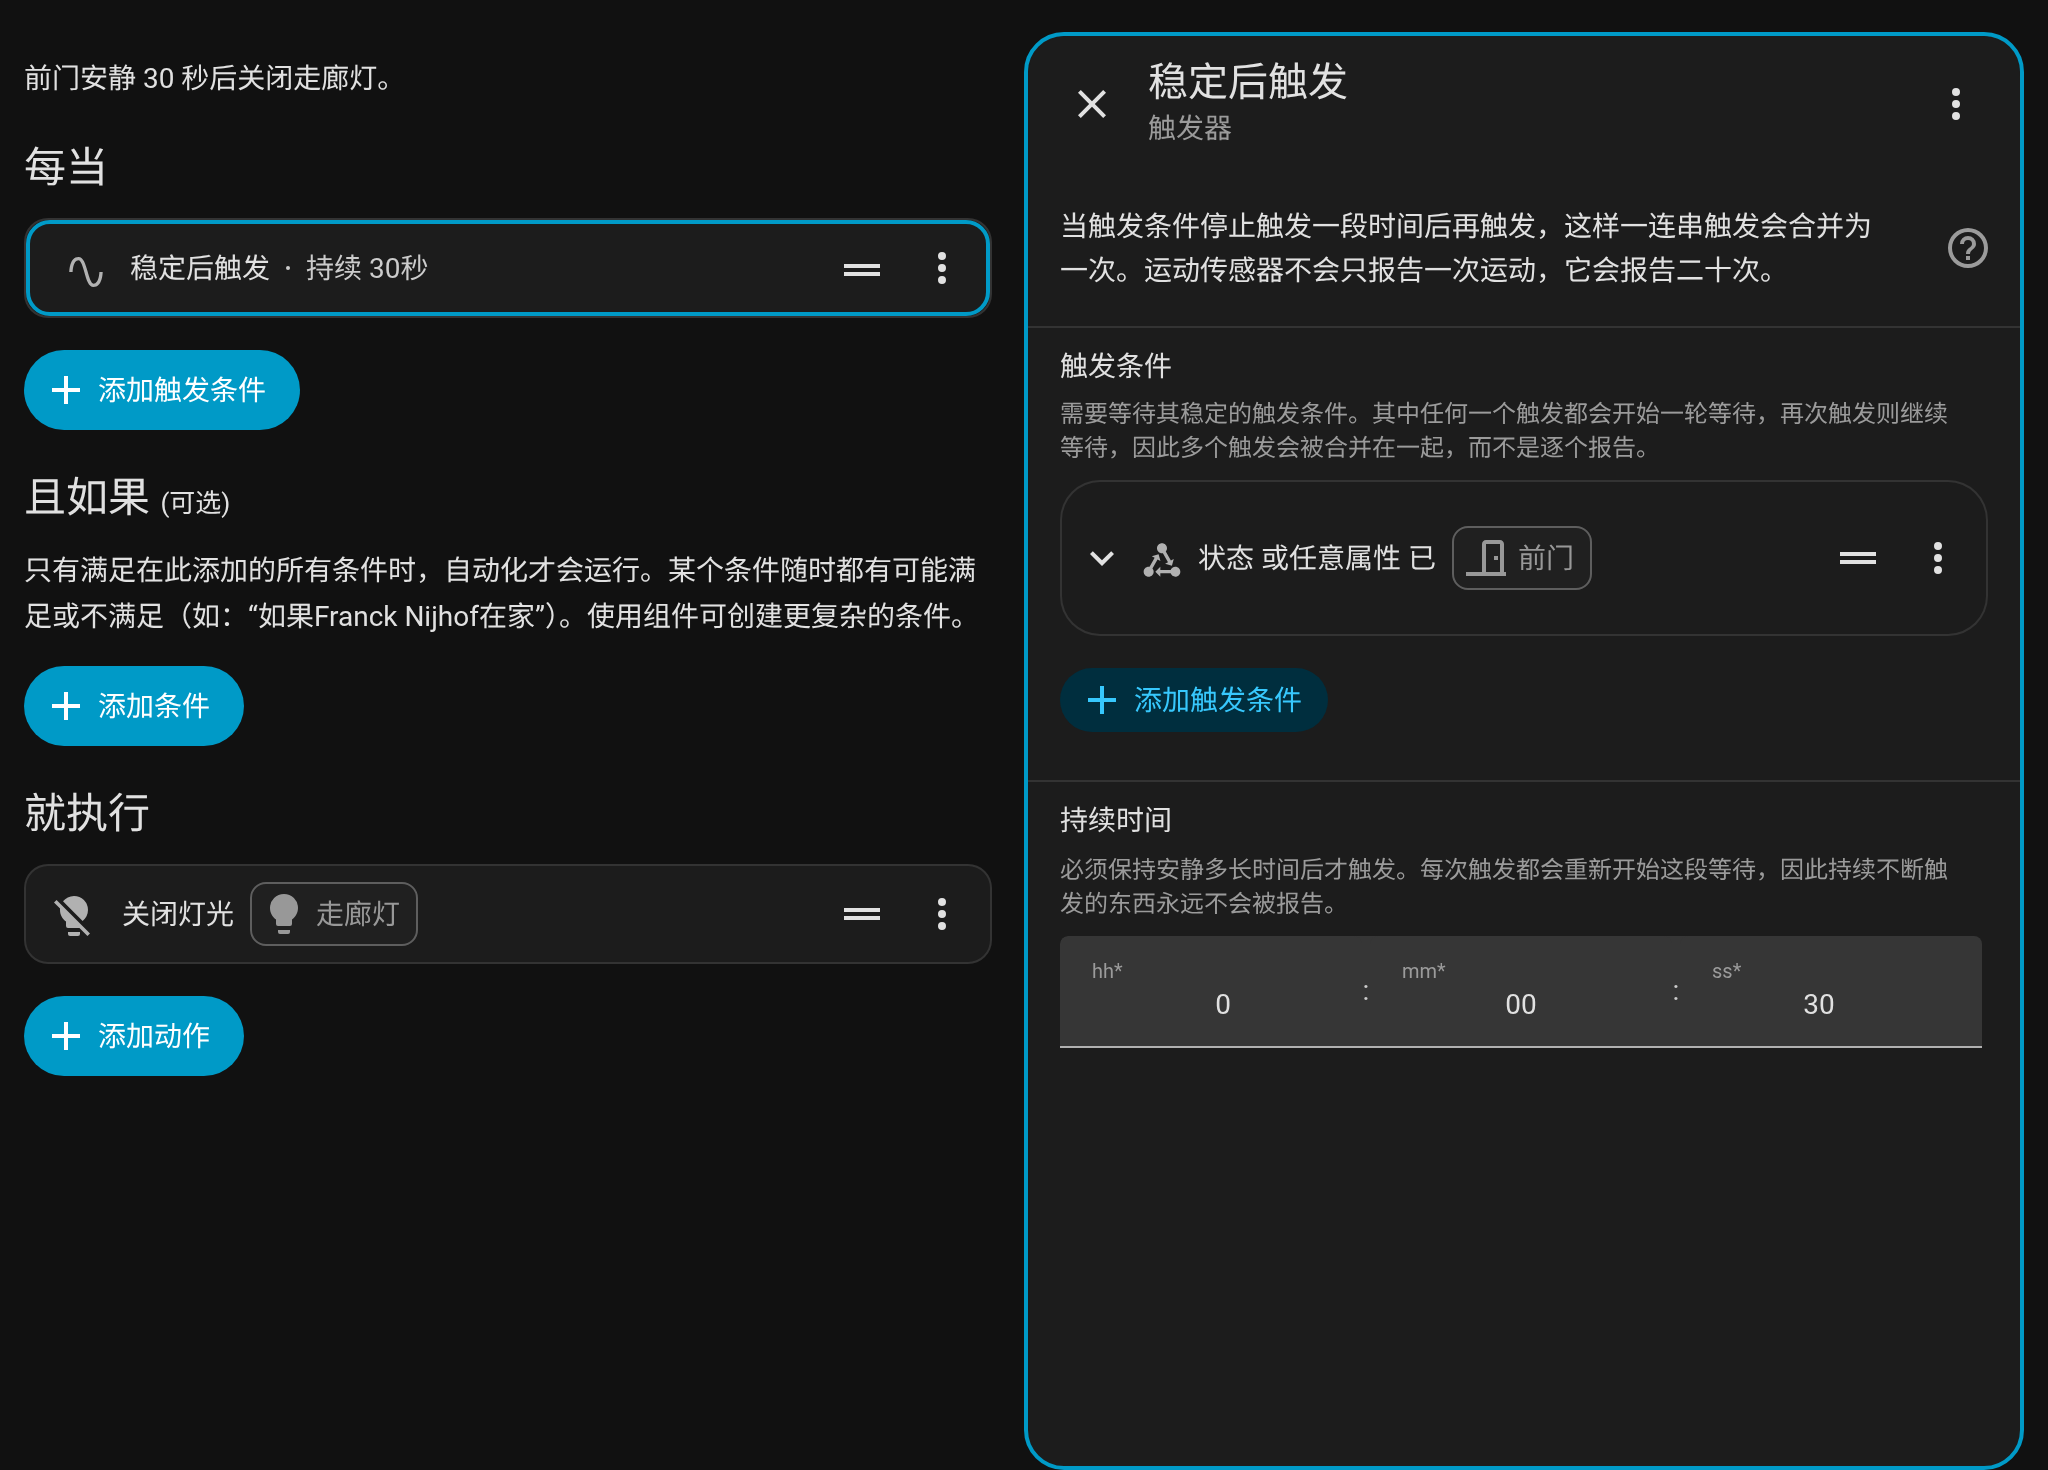 前门安静 30 秒后关闭走廊灯。
每当
稳定后触发 · 持续 30秒
添加触发条件
且如果 (可选)
只有满足在此添加的所有条件时，自动化才会运行。某个条件随时都有可能满
足或不满足（如：“如果Franck Nijhof在家”）。使用组件可创建更复杂的条件。
添加条件
就执行
关闭灯光 走廊灯
添加动作
稳定后触发
触发器
当触发条件停止触发一段时间后再触发，这样一连串触发会合并为
一次。运动传感器不会只报告一次运动，它会报告二十次。
触发条件
需要等待其稳定的触发条件。其中任何一个触发都会开始一轮等待，再次触发则继续
等待，因此多个触发会被合并在一起，而不是逐个报告。
状态 或任意属性 已 前门
添加触发条件
持续时间
必须保持安静多长时间后才触发。每次触发都会重新开始这段等待，因此持续不断触
发的东西永远不会被报告。
hh* mm* ss*
0 : 00 : 30